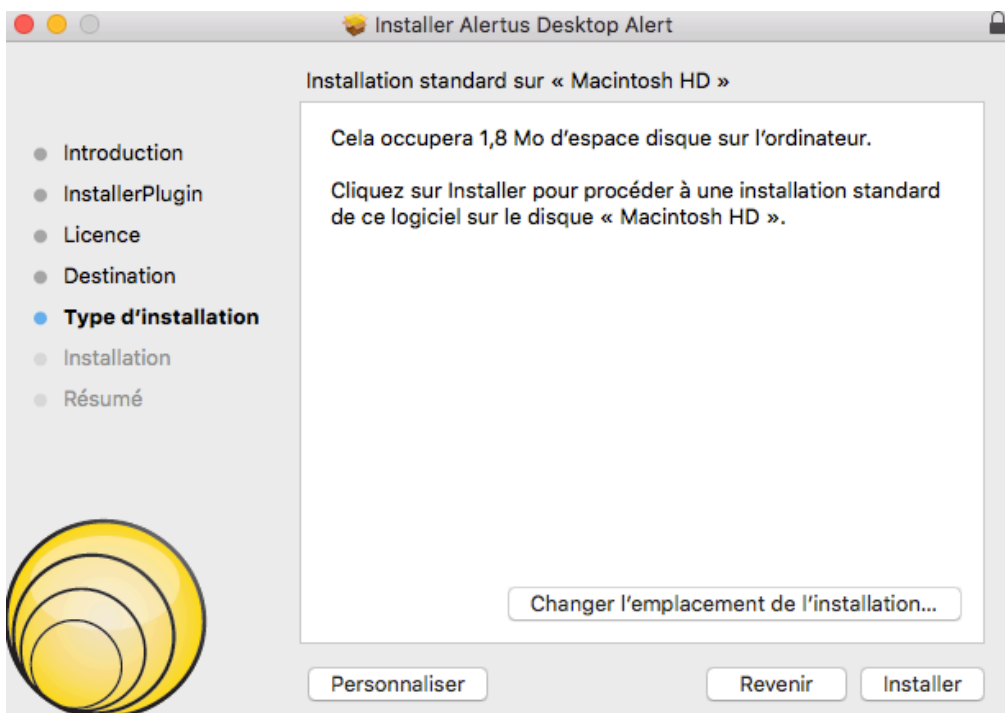 Installer Alertus Desktop Alert
Installation standard sur « Macintosh HD »
Introduction
InstallerPlugin
Licence
Destination
Type d’installation
Installation
Résumé
Cela occupera 1,8 Mo d’espace disque sur l’ordinateur.
Cliquez sur Installer pour procéder à une installation standard
de ce logiciel sur le disque « Macintosh HD ».
Changer l’emplacement de l’installation...
Personnaliser
Revenir
Installer